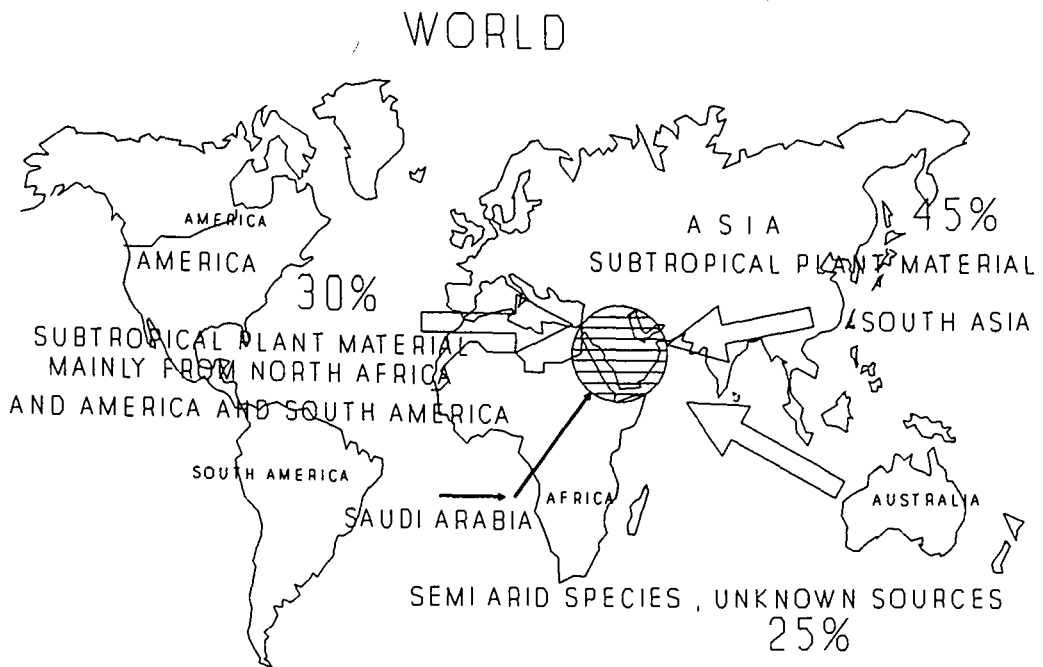 WORLD
AMERICA
AMERICA
30%
SUBTROPICAL PLANT MATERIAL
MAINLY FROM NORTH AFRICA
AND AMERICA AND SOUTH AMERICA
SOUTH AMERICA
ASIA
45%
SUBTROPICAL PLANT MATERIAL
SOUTH ASIA
SAUDI ARABIA
AFRICA
AUSTRALIA
SEMI ARID SPECIES , UNKNOWN SOURCES
25%